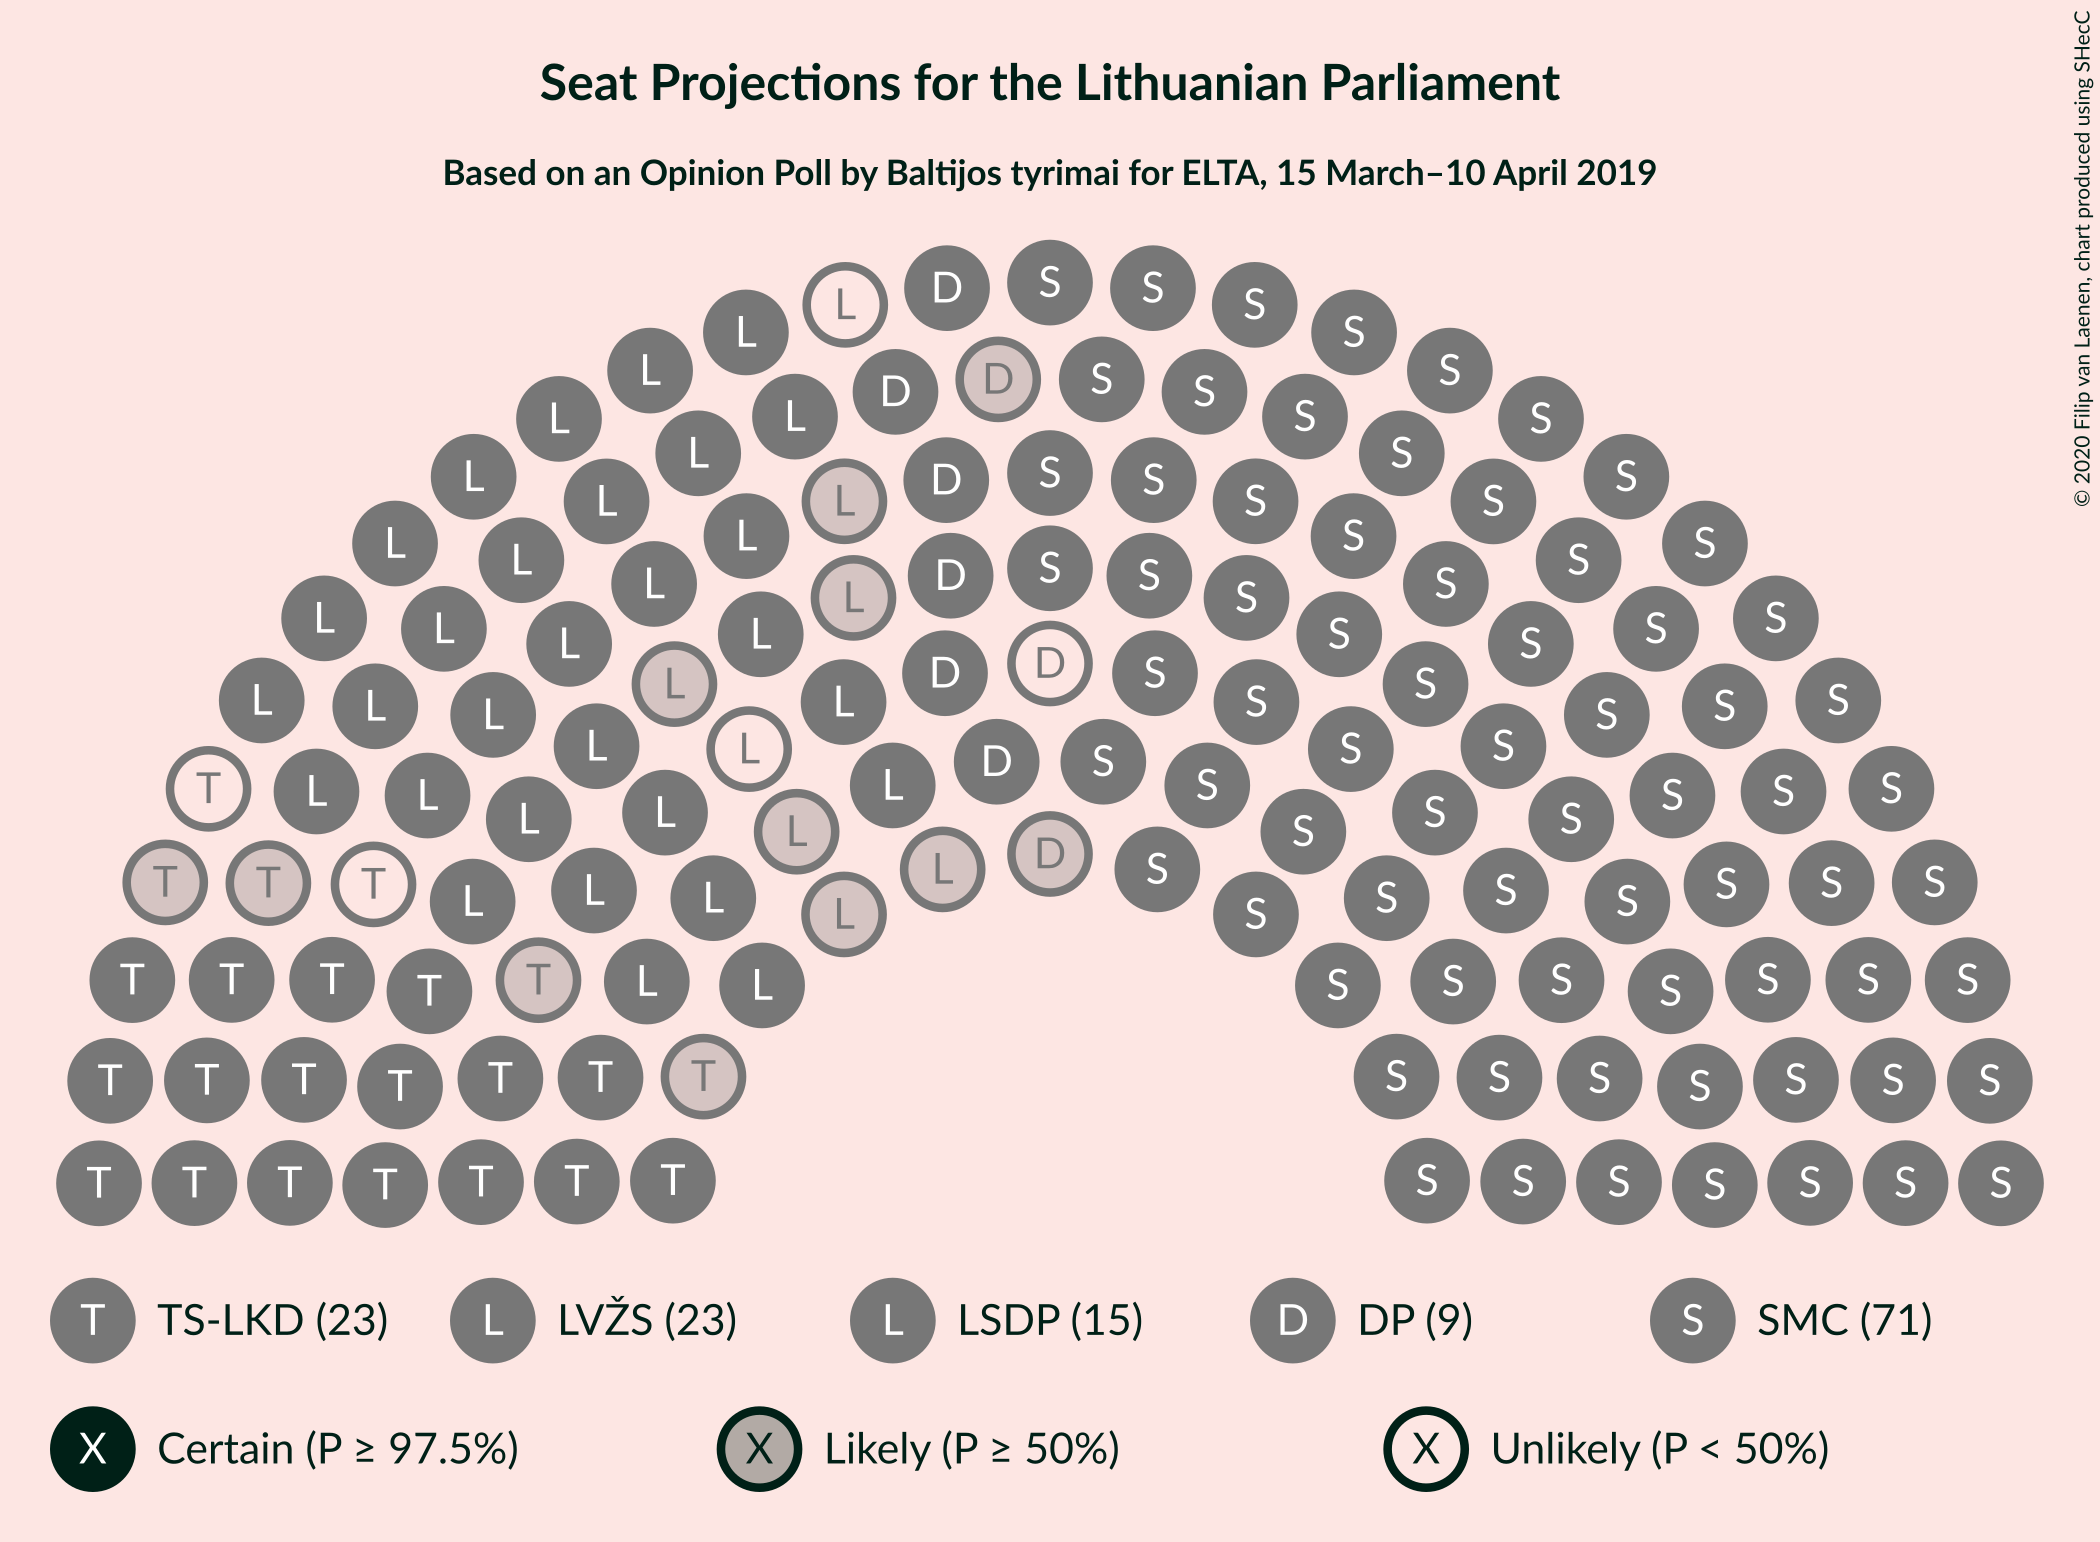 Seat Projections for the Lithuanian Parliament
Based on an Opinion Poll by Baltijos tyrimai for ELTA, 15 March–10 April 2019
© 2020 Filip van Laenen, chart produced using SHecC
L D S S S S
L D D S S S S S
L L L L D S S S S S S
L L L L L D S S S S S S
L L L L L D D S S S S S S
L L L L L L D S S S S S S S
T L L L L L L L D S S S S S S S S
T T T L L L L L L D S S S S S S S S
T T T T T L L S S S S S S S
T T T T T T T S S S S S S S
T T T T T T T S S S S S S S
T TS-LKD (23) L LVŽS (23) L LSDP (15) D DP (9) S SMC (71)
X Certain (P ≥ 97.5%) X Likely (P ≥ 50%) X Unlikely (P < 50%)